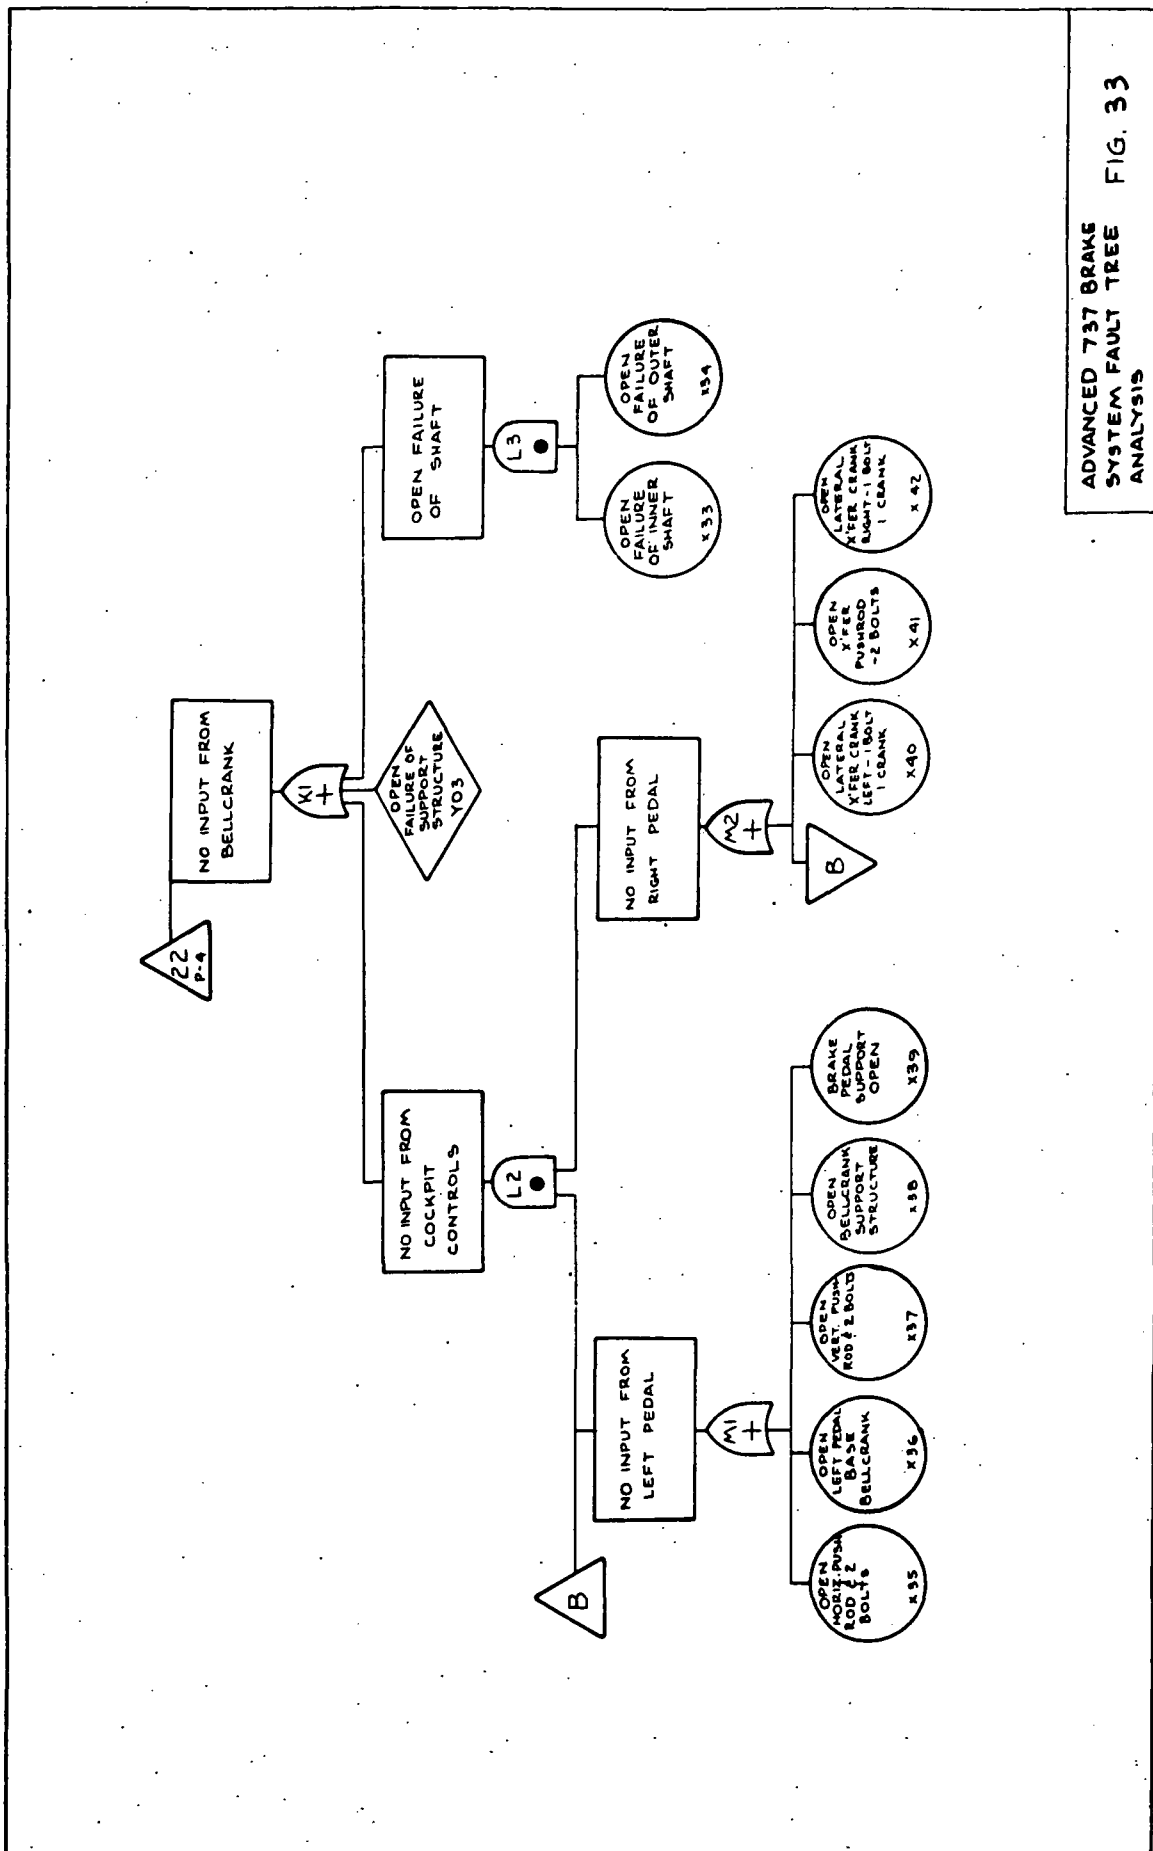 22
P-4
NO INPUT FROM
BELLCRANK
K1
+
NO INPUT FROM
COCKPIT
CONTROLS
OPEN
FAILURE OF
SUPPORT
STRUCTURE
Y03
OPEN FAILURE
OF SHAFT
L2
L3
B
NO INPUT FROM
LEFT PEDAL
NO INPUT FROM
RIGHT PEDAL
OPEN
FAILURE
OF INNER
SHAFT
X33
OPEN
FAILURE
OF OUTER
SHAFT
X34
M1
+
M2
+
OPEN
HORIZ. PUSH
ROD & 2
BOLTS
X35
OPEN
LEFT PEDAL
BASE
BELLCRANK
X36
OPEN
VERT. PUSH
ROD & 2 BOLTS
X37
OPEN
BELLCRANK
SUPPORT
STRUCTURE
X38
BRAKE
PEDAL
SUPPORT
OPEN
X39
B
OPEN
LATERAL
X'FER CRANK
LEFT - 1 BOLT
1 CRANK
X40
OPEN
X'FER
PUSHROD
-2 BOLTS
X41
OPEN
LATERAL
X'FER CRANK
RIGHT - 1 BOLT
1 CRANK
X42
ADVANCED 737 BRAKE
SYSTEM FAULT TREE FIG. 33
ANALYSIS